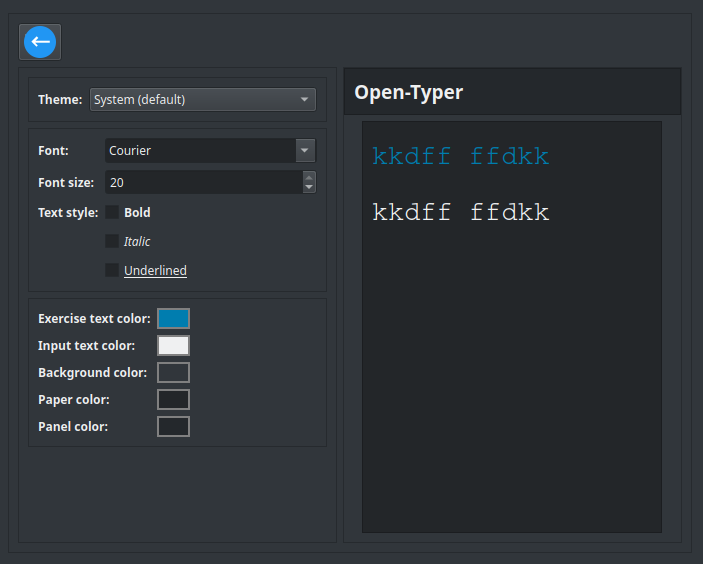 Theme: System (default)
Font: Courier
Font size: 20
Text style: Bold
Italic
Underlined
Exercise text color:
Input text color:
Background color:
Paper color:
Panel color:
Open-Typer
kkdff ffdkk
kkdff ffdkk